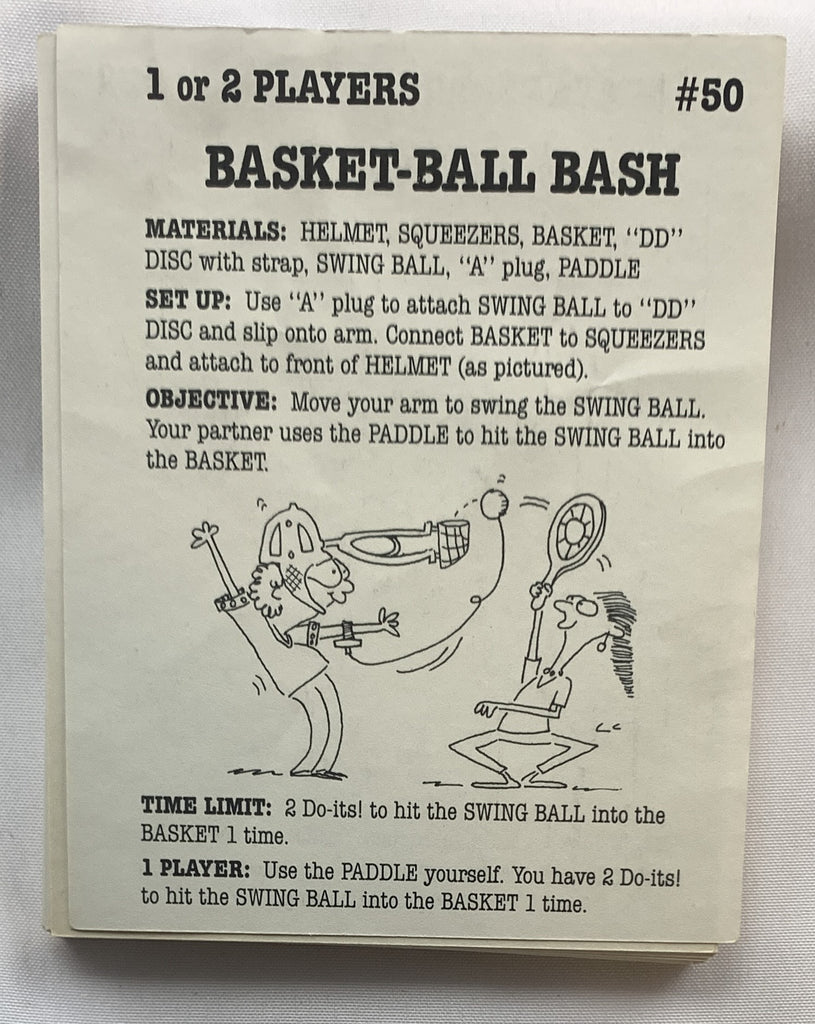 1 or 2 PLAYERS
#50
BASKET-BALL BASH
MATERIALS: HELMET, SQUEEZERS, BASKET, “DD”
DISC with strap, SWING BALL, “A” plug, PADDLE
SET UP: Use “A” plug to attach SWING BALL to “DD”
DISC and slip onto arm. Connect BASKET to SQUEEZERS
and attach to front of HELMET (as pictured).
OBJECTIVE: Move your arm to swing the SWING BALL.
Your partner uses the PADDLE to hit the SWING BALL into
the BASKET.
LC
TIME LIMIT: 2 Do-its! to hit the SWING BALL into the
BASKET 1 time.
1 PLAYER: Use the PADDLE yourself. You have 2 Do-its!
to hit the SWING BALL into the BASKET 1 time.